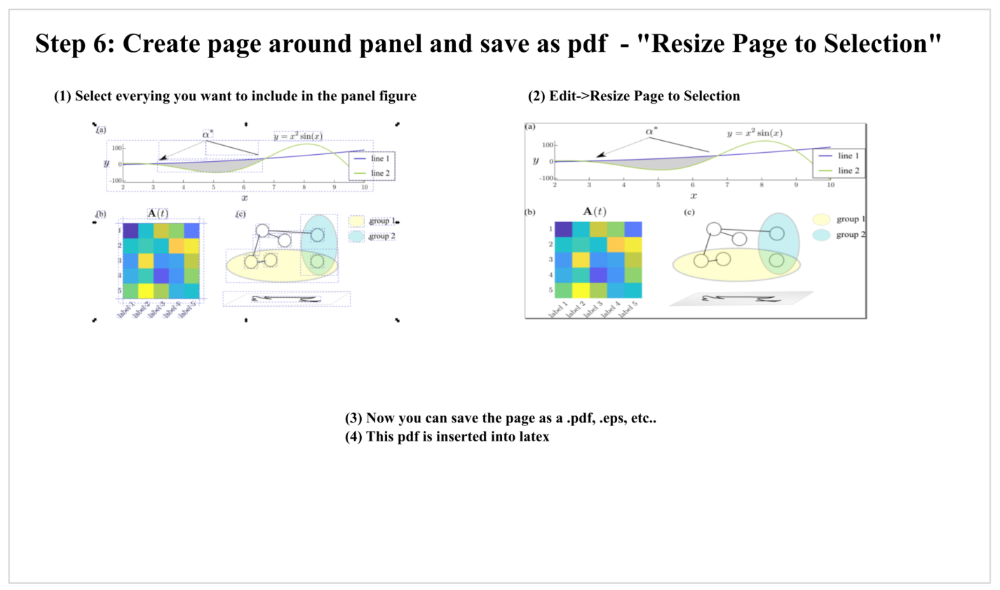 Step 6: Create page around panel and save as pdf - "Resize Page to Selection"
(1) Select everying you want to include in the panel figure
(a)
α*
y = x² sin(x)
100
0
-100
y
line 1
line 2
2 3 4 5 6 7 8 9 10
x
(b)
A(t)
1
2
3
4
5
label 1 label 2 label 3 label 4 label 5
(c)
group 1
group 2
(2) Edit->Resize Page to Selection
(a)
α*
y = x² sin(x)
100
0
-100
y
line 1
line 2
2 3 4 5 6 7 8 9 10
x
(b)
A(t)
1
2
3
4
5
label 1 label 2 label 3 label 4 label 5
(c)
group 1
group 2
(3) Now you can save the page as a .pdf, .eps, etc..
(4) This pdf is inserted into latex